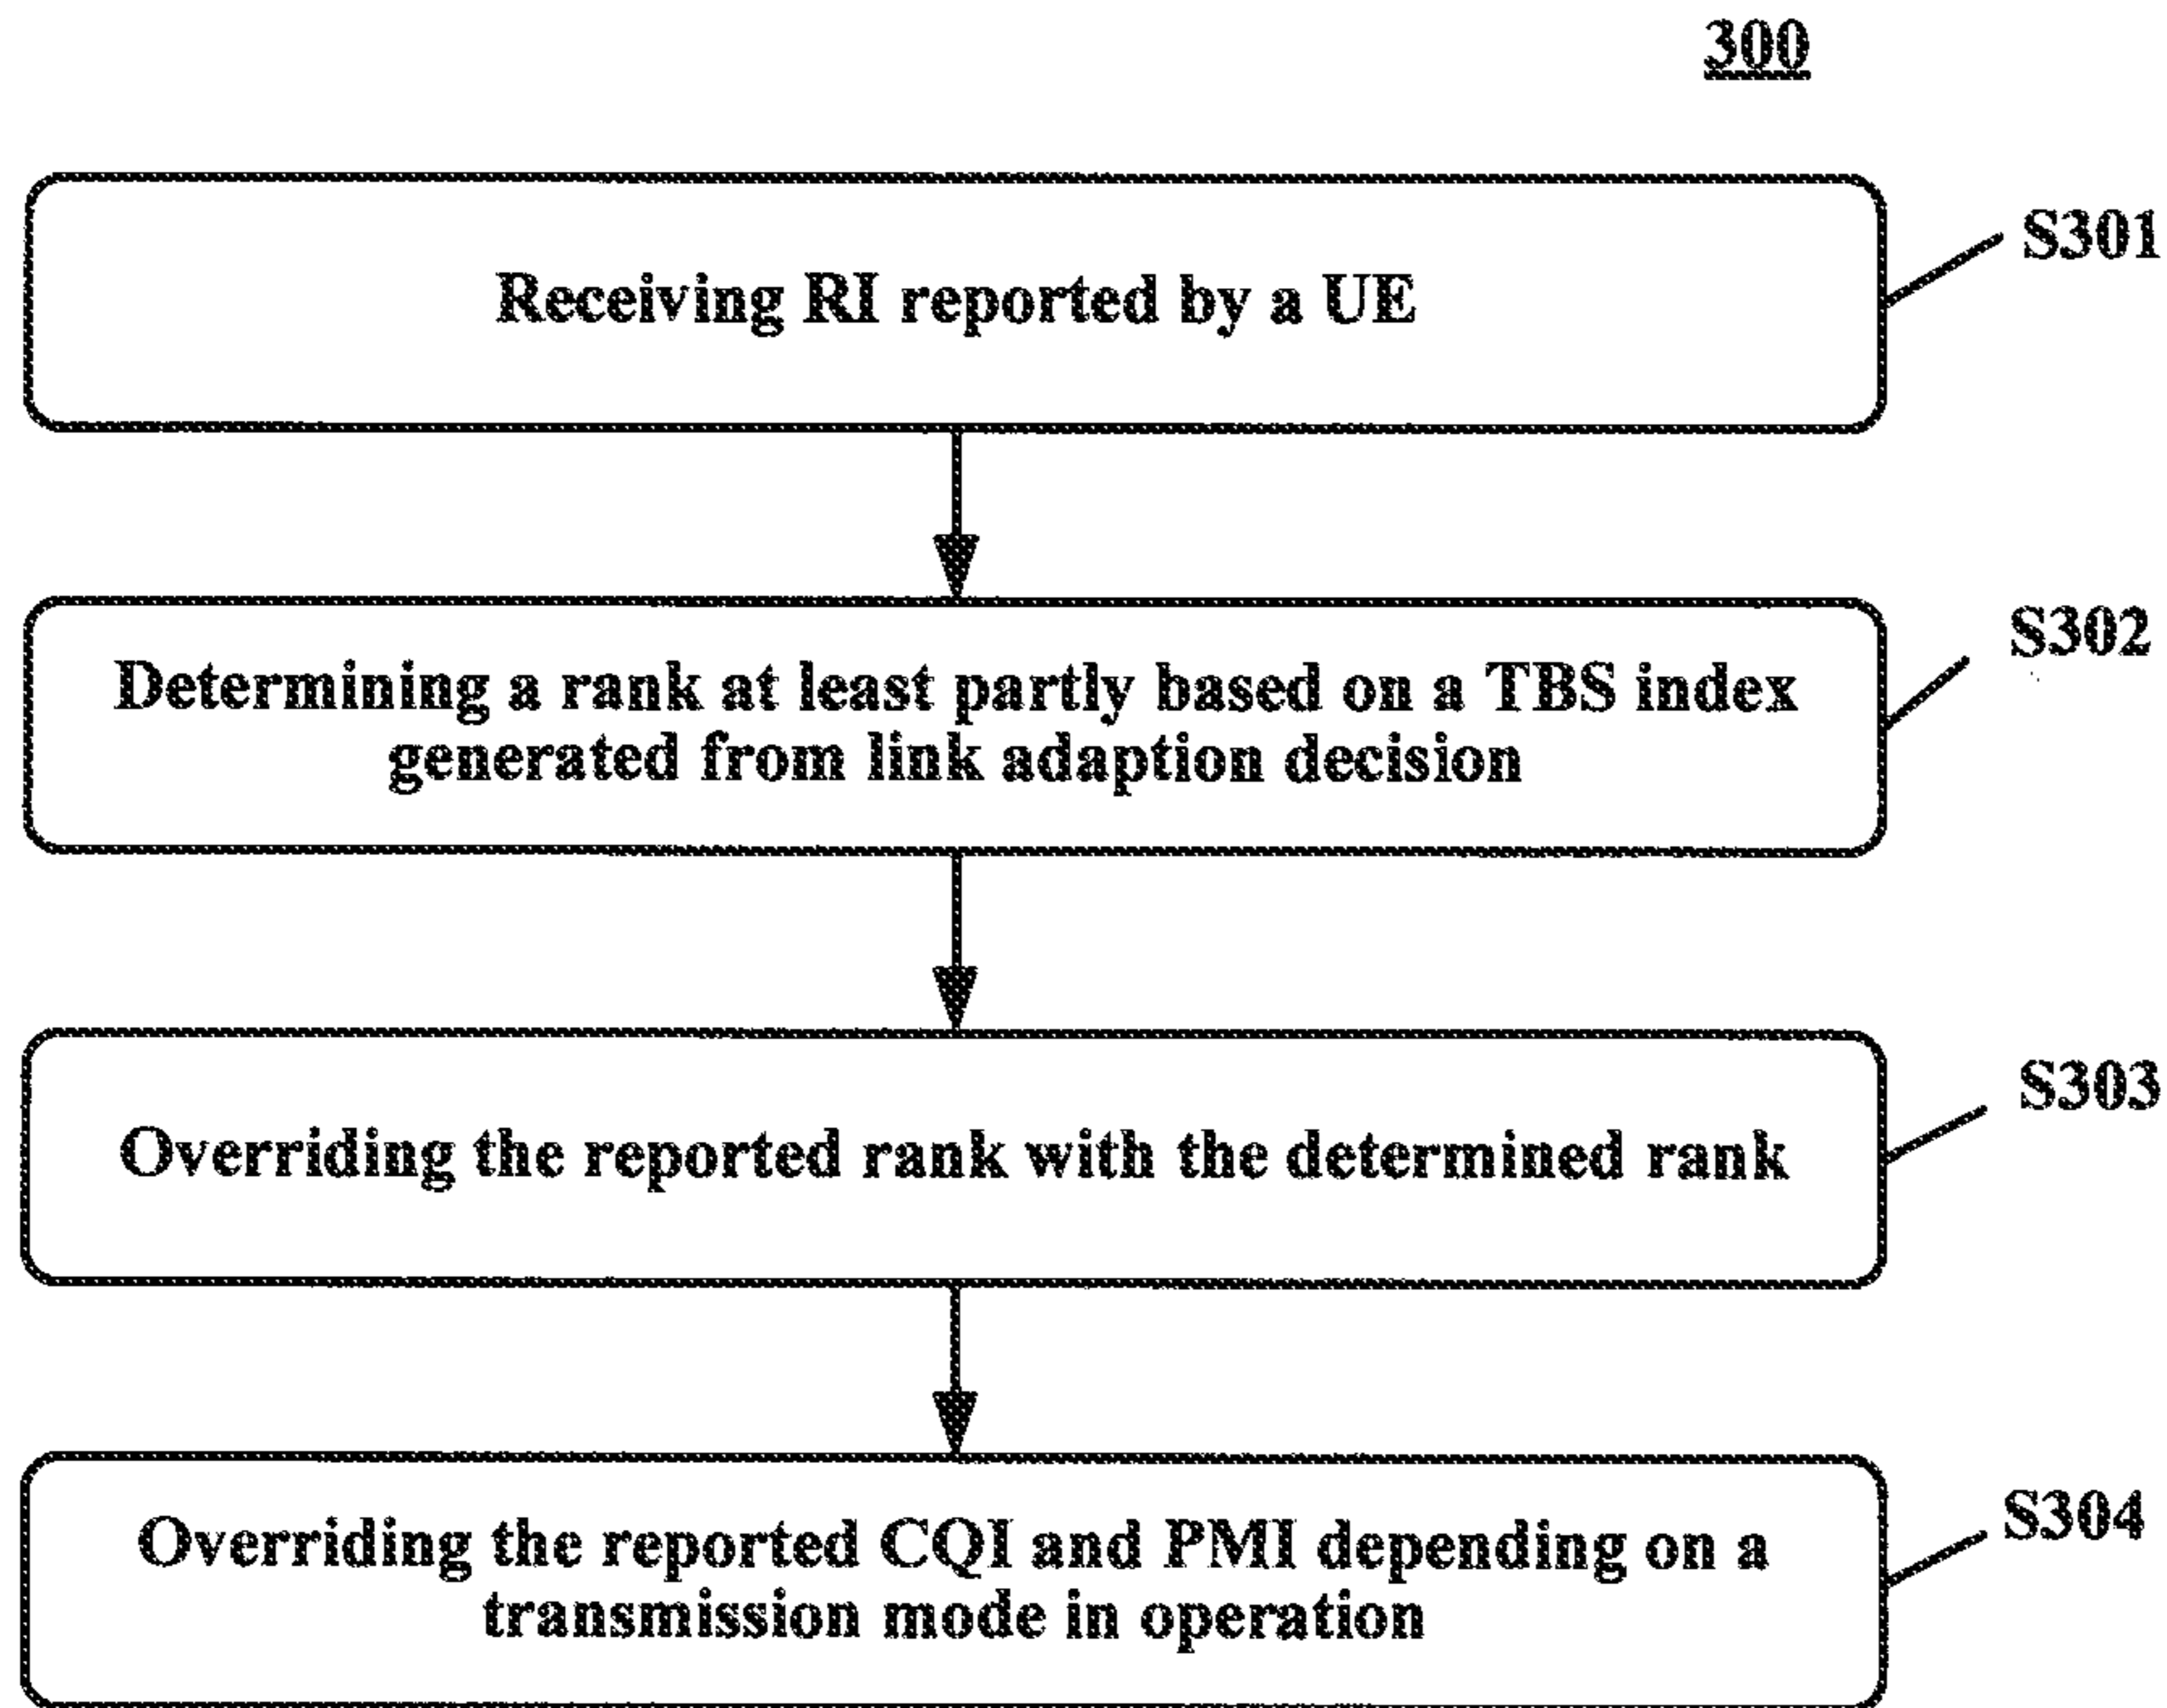 300
Receiving RI reported by a UE
S301
Determining a rank at least partly based on a TBS index
generated from link adaption decision
S302
Overriding the reported rank with the determined rank
S303
Overriding the reported CQI and PMI depending on a
transmission mode in operation
S304